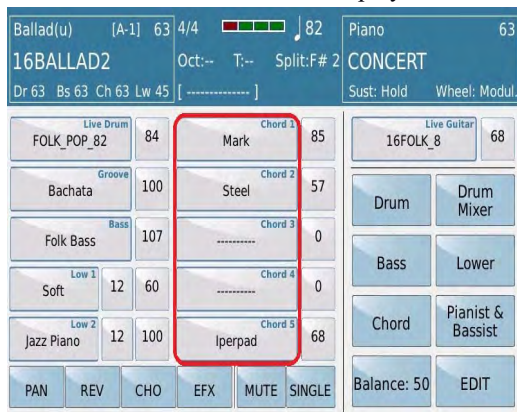 Ballad(u) [A-1] 63 4/4 82 Piano 63
16BALLAD2 Oct:-- T:-- Split:F# 2 CONCERT
Dr 63 Bs 63 Ch 63 Lw 45 [ -------------- ] Sust: Hold Wheel: Modul.
Live Drum
FOLK_POP_82 84
Chord 1
Mark 85
Live Guitar
16FOLK_8 68
Groove
Bachata 100
Chord 2
Steel 57
Drum
Drum
Mixer
Bass
Folk Bass 107
Chord 3
---------- 0
Bass
Lower
Low 1
Soft 12 60
Chord 4
---------- 0
Chord
Pianist &
Bassist
Low 2
Jazz Piano 12 100
Chord 5
Iperpad 68
PAN REV CHO EFX MUTE SINGLE
Balance: 50 EDIT